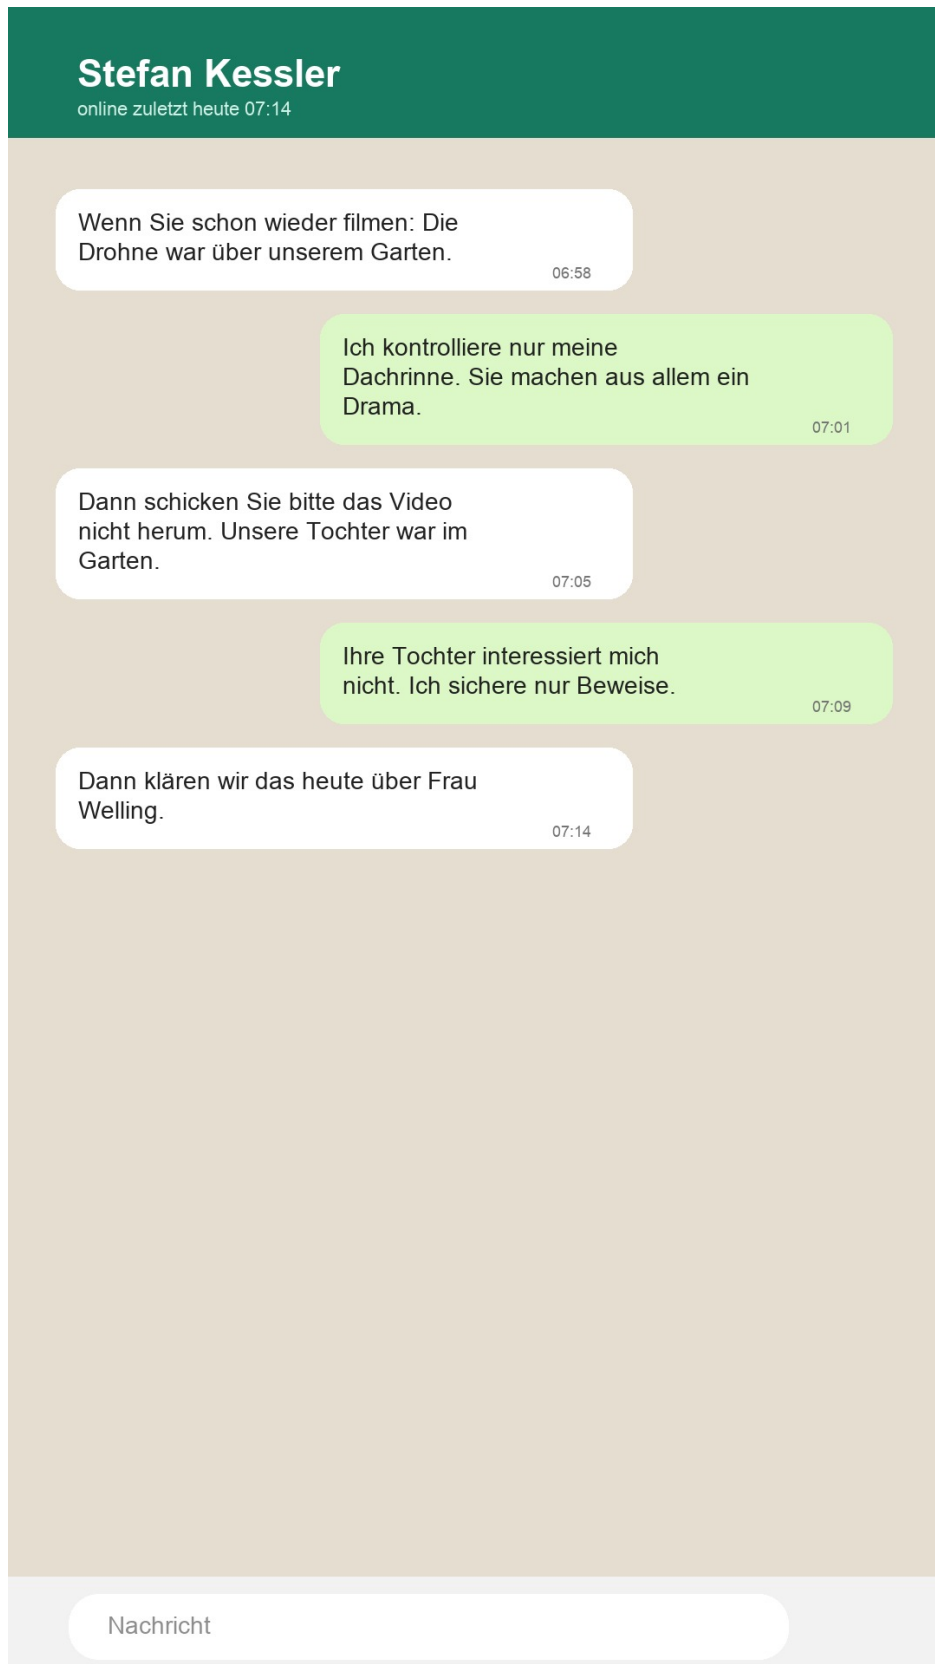 Stefan Kessler
online zuletzt heute 07:14
Wenn Sie schon wieder filmen: Die
Drohne war über unserem Garten.
06:58
Ich kontrolliere nur meine
Dachrinne. Sie machen aus allem ein
Drama.
07:01
Dann schicken Sie bitte das Video
nicht herum. Unsere Tochter war im
Garten.
07:05
Ihre Tochter interessiert mich
nicht. Ich sichere nur Beweise.
07:09
Dann klären wir das heute über Frau
Welling.
07:14
Nachricht